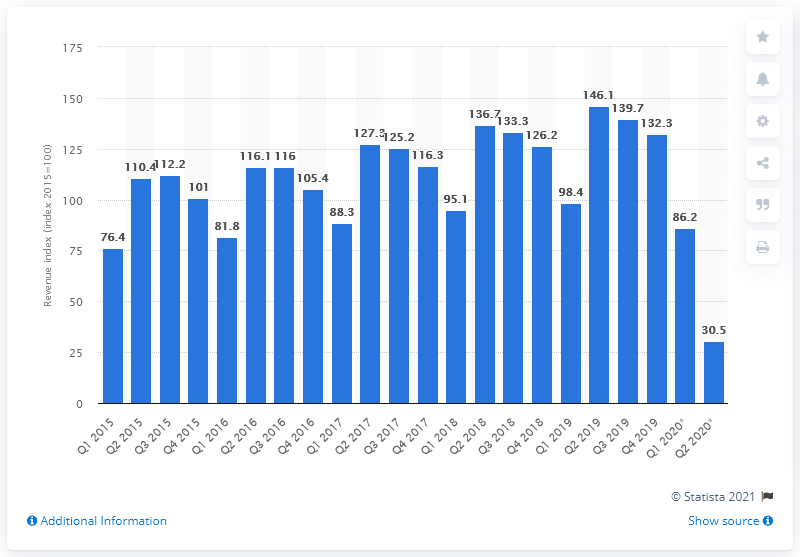 Revenue index (index 2015=100)
175
150
125
100
75
50
25
0
76.4
110.4
112.2
101
81.8
116.1
116
105.4
88.3
127.3
125.2
116.3
95.1
136.7
133.3
126.2
98.4
146.1
139.7
132.3
86.2
30.5
Q1 2015
Q2 2015
Q3 2015
Q4 2015
Q1 2016
Q2 2016
Q3 2016
Q4 2016
Q1 2017
Q2 2017
Q3 2017
Q4 2017
Q1 2018
Q2 2018
Q3 2018
Q4 2018
Q1 2019
Q2 2019
Q3 2019
Q4 2019
Q1 2020*
Q2 2020*
© Statista 2021
Additional Information
Show source